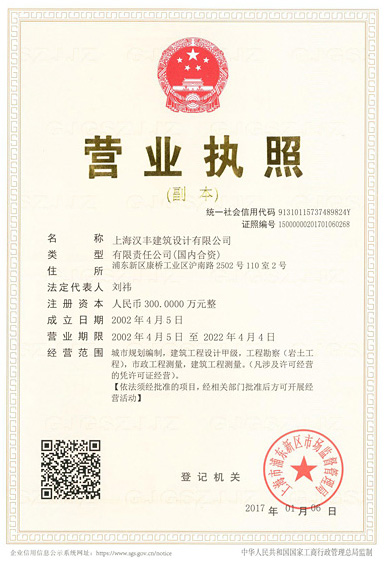 营业执照
(副本)
统一社会信用代码 91310115737489824Y
证照编号 15000000201701060268
名 称 上海汉丰建筑设计有限公司
类 型 有限责任公司(国内合资)
住 所 浦东新区康桥工业区沪南路2502号110室2号
法定代表人 刘祎
注册资本 人民币300.0000万元整
成立日期 2002年4月5日
营业期限 2002年4月5日 至 2022年4月4日
经营范围 城市规划编制，建筑工程设计甲级，工程勘察（岩土工
程），市政工程测量，建筑工程测量。（凡涉及许可经营
的凭许可证经营）。
【依法须经批准的项目，经相关部门批准后方可开展经
营活动】
登记机关
上海市浦东新区市场监督管理局
2017 年 01月 06 日
企业信用信息公示系统网址：https://www.sgs.gov.cn/notice
中华人民共和国国家工商行政管理总局监制